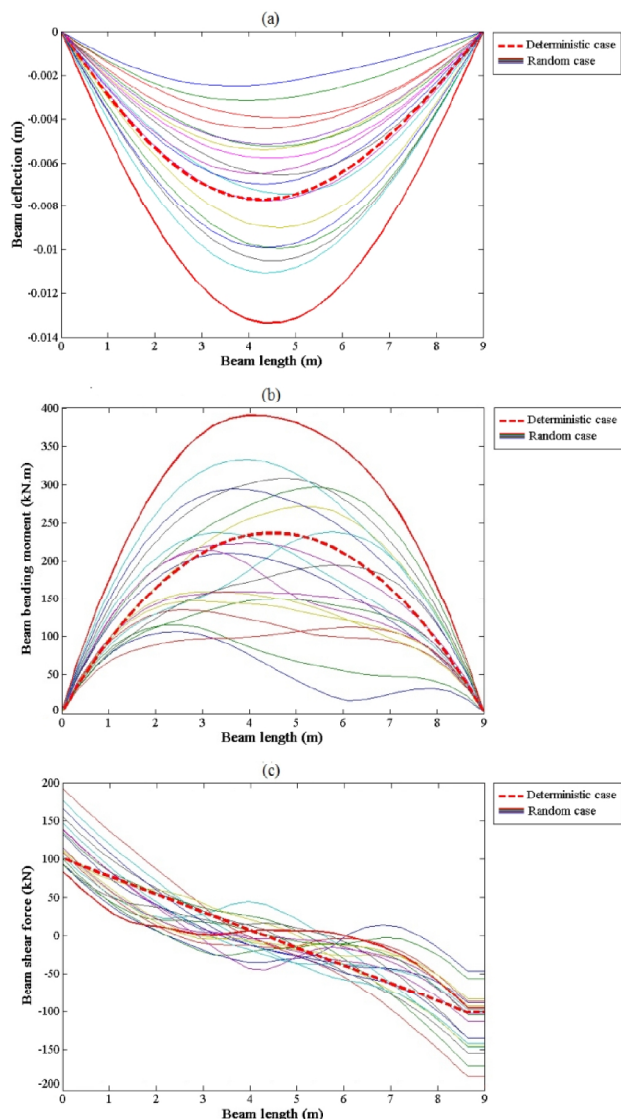 (a)
0
-0.002
-0.004
-0.006
-0.008
-0.01
-0.012
-0.014
Beam deflection (m)
0 1 2 3 4 5 6 7 8 9
Beam length (m)
Deterministic case
Random case
(b)
400
350
300
250
200
150
100
50
0
Beam bending moment (kN.m)
0 1 2 3 4 5 6 7 8 9
Beam length (m)
Deterministic case
Random case
(c)
200
150
100
50
0
-50
-100
-150
-200
Beam shear force (kN)
0 1 2 3 4 5 6 7 8 9
Beam length (m)
Deterministic case
Random case